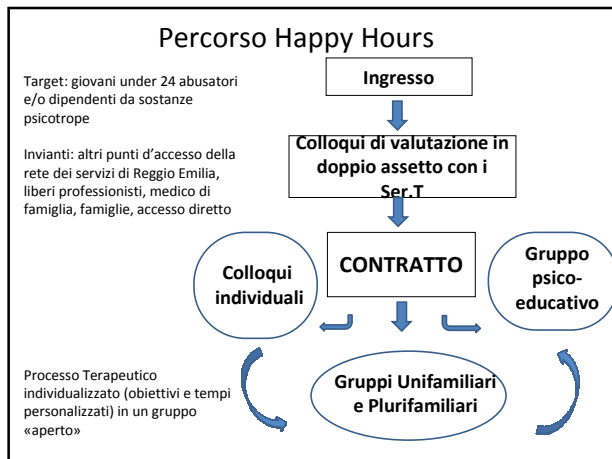 Percorso Happy Hours
Target: giovani under 24 abusatori
e/o dipendenti da sostanze
psicotrope
Ingresso
Invianti: altri punti d’accesso della
rete dei servizi di Reggio Emilia,
liberi professionisti, medico di
famiglia, famiglie, accesso diretto
Colloqui di valutazione in
doppio assetto con i
Ser.T
Colloqui
individuali
CONTRATTO
Gruppo
psico-
educativo
Processo Terapeutico
individualizzato (obiettivi e tempi
personalizzati) in un gruppo
«aperto»
Gruppi Unifamiliari
e Plurifamiliari